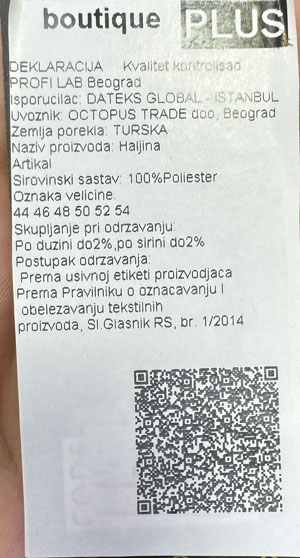 boutique PLUS
DEKLARACIJA Kvalitet kontrolisao
PROFI LAB Beograd
Isporucilac: DATEKS GLOBAL - ISTANBUL
Uvoznik: OCTOPUS TRADE doo, Beograd
Zemlja porekla: TURSKA
Naziv proizvoda: Haljina
Artikal
Sirovinski sastav: 100%Poliester
Oznaka velicine:
44 46 48 50 52 54
Skupljanje pri odrzavanju:
Po duzini do2%,po sirini do2%
Postupak odrzavanja:
Prema usivnoj etiketi proizvodjaca
Prema Pravilniku o oznacavanju I
obelezavanju tekstilnih
proizvoda, Sl.Glasnik RS, br. 1/2014